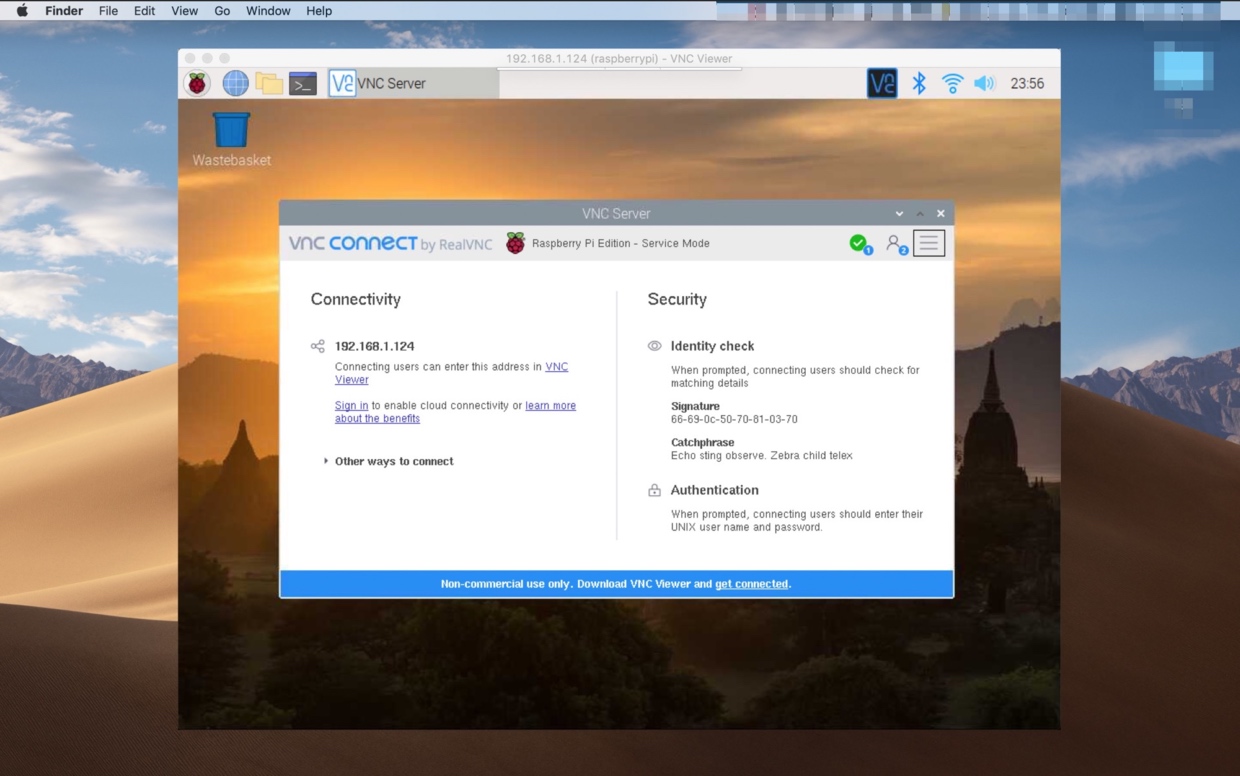 Finder File Edit View Go Window Help
192.168.1.124 (raspberrypi) - VNC Viewer
>_ V2 VNC Server V2 23:56
Wastebasket
VNC Server
vnc connect by RealVNC Raspberry Pi Edition - Service Mode 1 2
Connectivity
192.168.1.124
Connecting users can enter this address in VNC
Viewer
Sign in to enable cloud connectivity or learn more
about the benefits
Other ways to connect
Security
Identity check
When prompted, connecting users should check for
matching details
Signature
66-69-0c-50-70-81-03-70
Catchphrase
Echo sting observe. Zebra child telex
Authentication
When prompted, connecting users should enter their
UNIX user name and password.
Non-commercial use only. Download VNC Viewer and get connected.